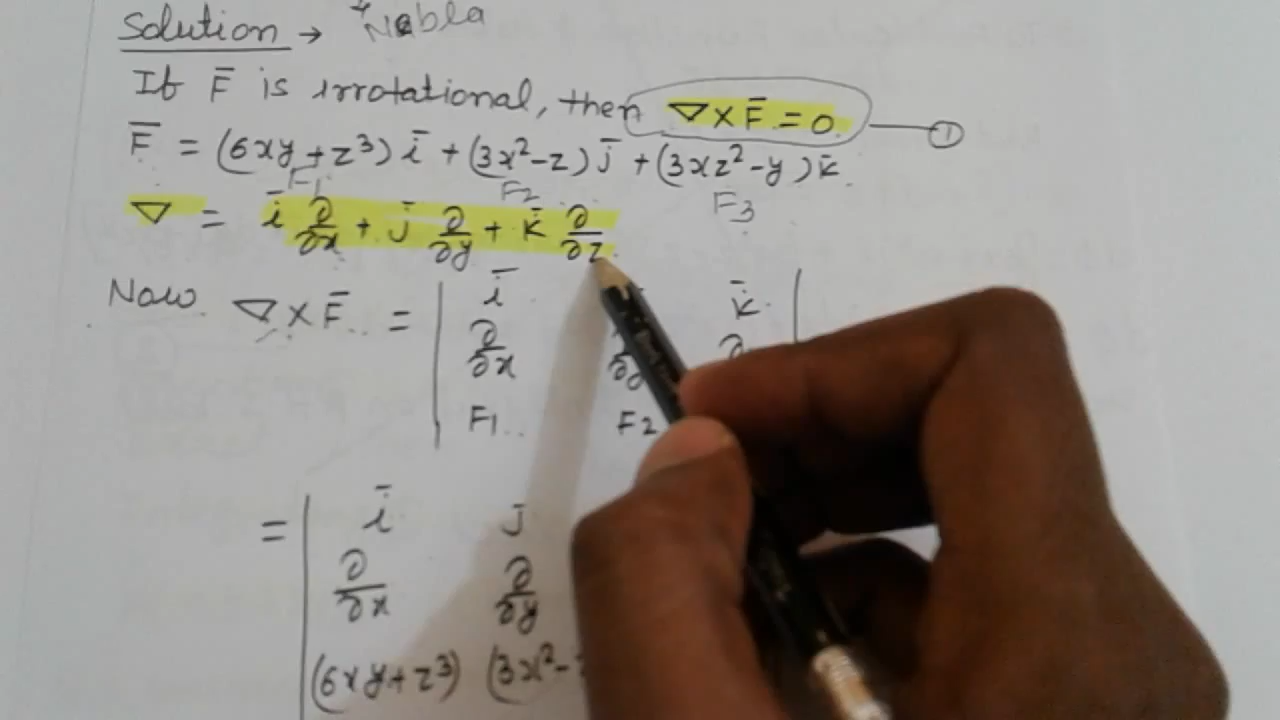 Solution → Nabla
If F̄ is irrotational, then ∇ × F̄ = 0 — ①
F̄ = (6xy + z³) ī + (3x² - z) j̄ + (3xz² - y) k̄
F1 F2 F3
∇ = ī ∂/∂x + j ∂/∂y + k̄ ∂/∂z
Now ∇ × F̄ = | ī k̄ |
∂/∂x ∂/∂y
F1 F2
= | ī j
∂/∂x ∂/∂y
(6xy + z³) (3x² -